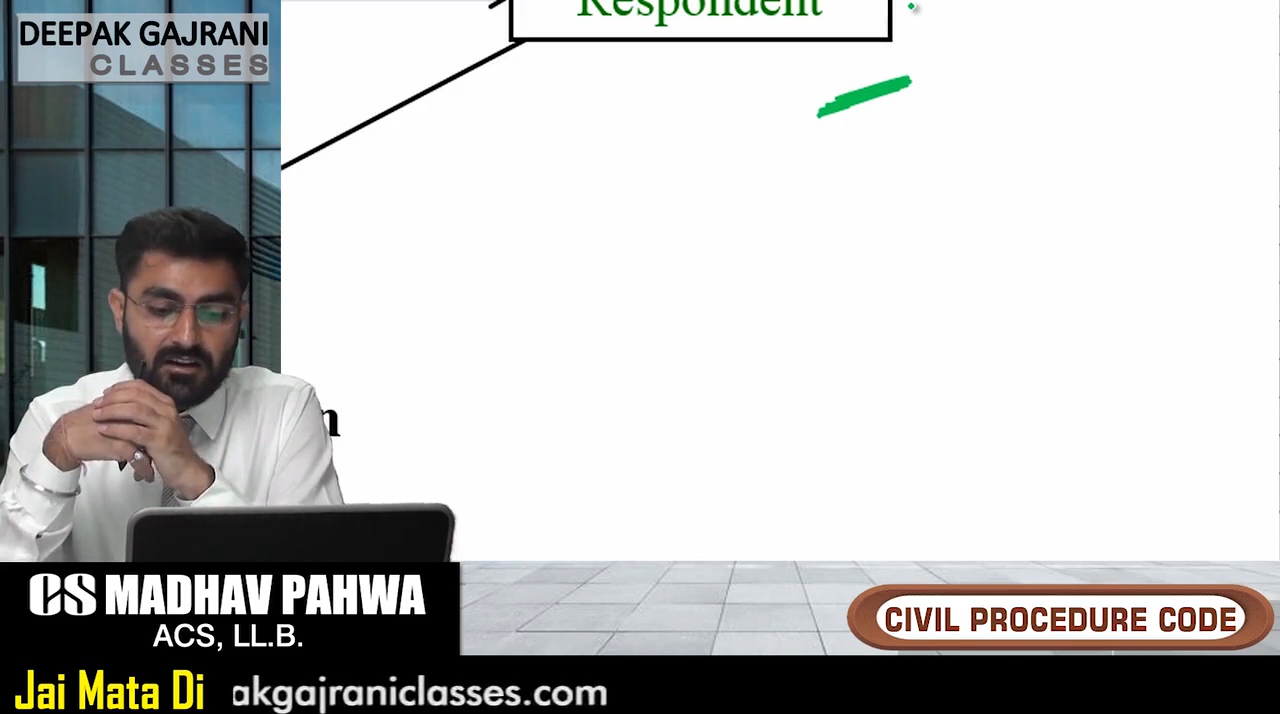 DEEPAK GAJRANI
CLASSES
Respondent
n
CS MADHAV PAHWA
ACS, LL.B.
CIVIL PROCEDURE CODE
Jai Mata Di
akgajraniclasses.com